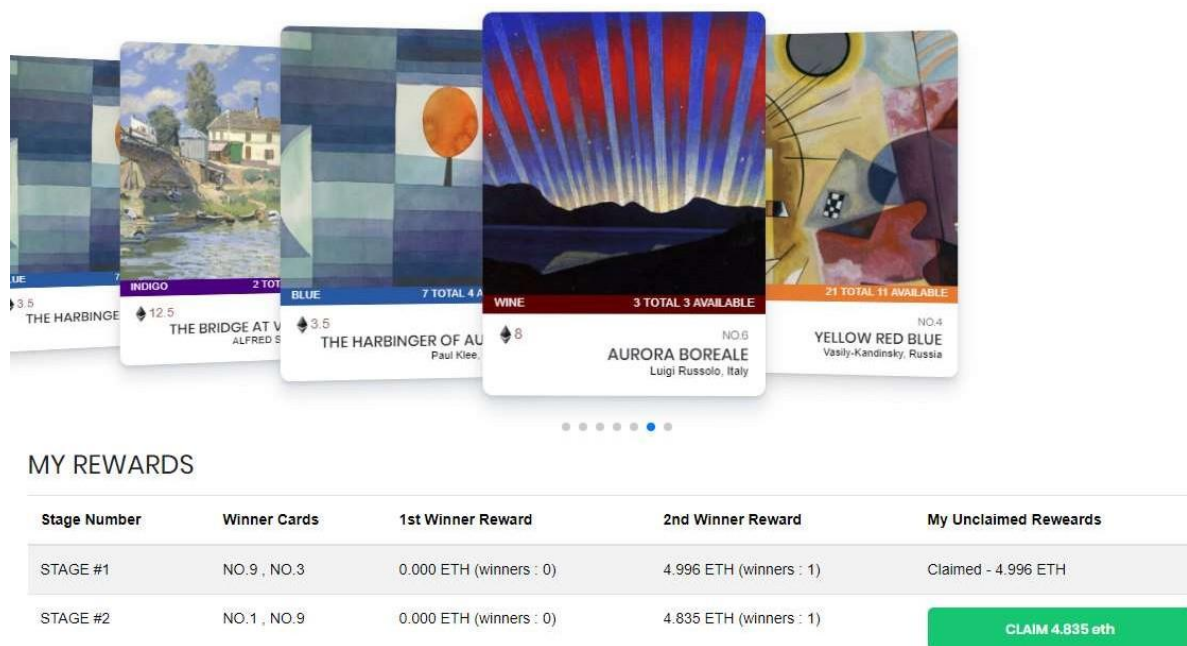 UE
7
3.5
THE HARBINGE
INDIGO 2 TOT
12.5
THE BRIDGE AT V
ALFRED S
BLUE 7 TOTAL 4 A
3.5
THE HARBINGER OF AU
Paul Klee,
WINE 3 TOTAL 3 AVAILABLE
8 NO.6
AURORA BOREALE
Luigi Russolo, Italy
21 TOTAL 11 AVAILABLE
NO.4
YELLOW RED BLUE
Vasily-Kandinsky, Russia
MY REWARDS
Stage Number Winner Cards 1st Winner Reward 2nd Winner Reward My Unclaimed Reweards
STAGE #1 NO.9 , NO.3 0.000 ETH (winners : 0) 4.996 ETH (winners : 1) Claimed - 4.996 ETH
STAGE #2 NO.1 , NO.9 0.000 ETH (winners : 0) 4.835 ETH (winners : 1) CLAIM 4.835 eth